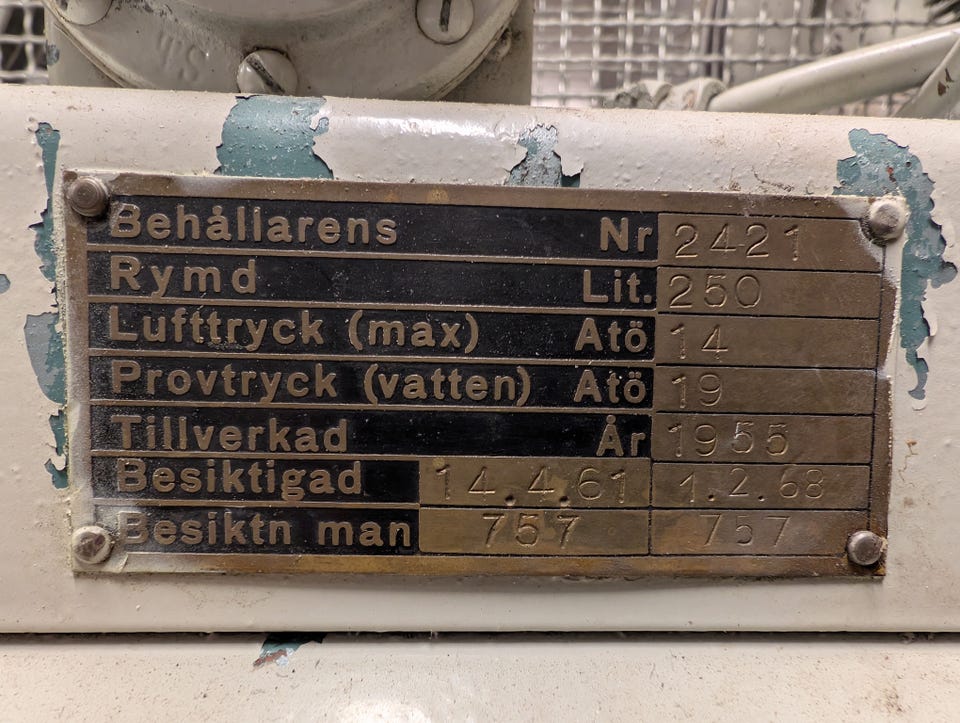 Behållarens Nr 2421
Rymd Lit. 250
Lufttryck (max) Atö 14
Provtryck (vatten) Atö 19
Tillverkad År 1955
Besiktigad 14.4.61 1.2.68
Besiktn man 757 757